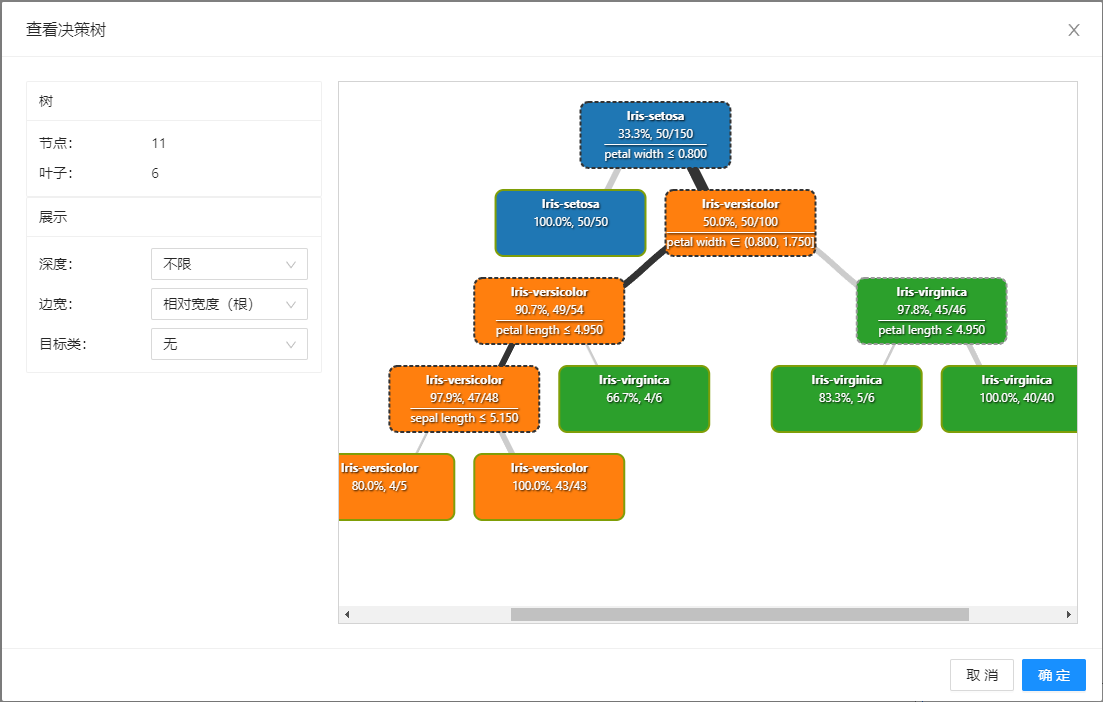 查看决策树
树
节点：
11
叶子：
6
展示
深度：
不限
边宽：
相对宽度（根）
目标类：
无
Iris-setosa
33.3%, 50/150
petal width ≤ 0.800
Iris-setosa
100.0%, 50/50
Iris-versicolor
50.0%, 50/100
petal width ∈ (0.800, 1.750]
Iris-versicolor
90.7%, 49/54
petal length ≤ 4.950
Iris-virginica
97.8%, 45/46
petal length ≤ 4.950
Iris-versicolor
97.9%, 47/48
sepal length ≤ 5.150
Iris-virginica
66.7%, 4/6
Iris-virginica
83.3%, 5/6
Iris-virginica
100.0%, 40/40
Iris-versicolor
80.0%, 4/5
Iris-versicolor
100.0%, 43/43
取 消
确 定